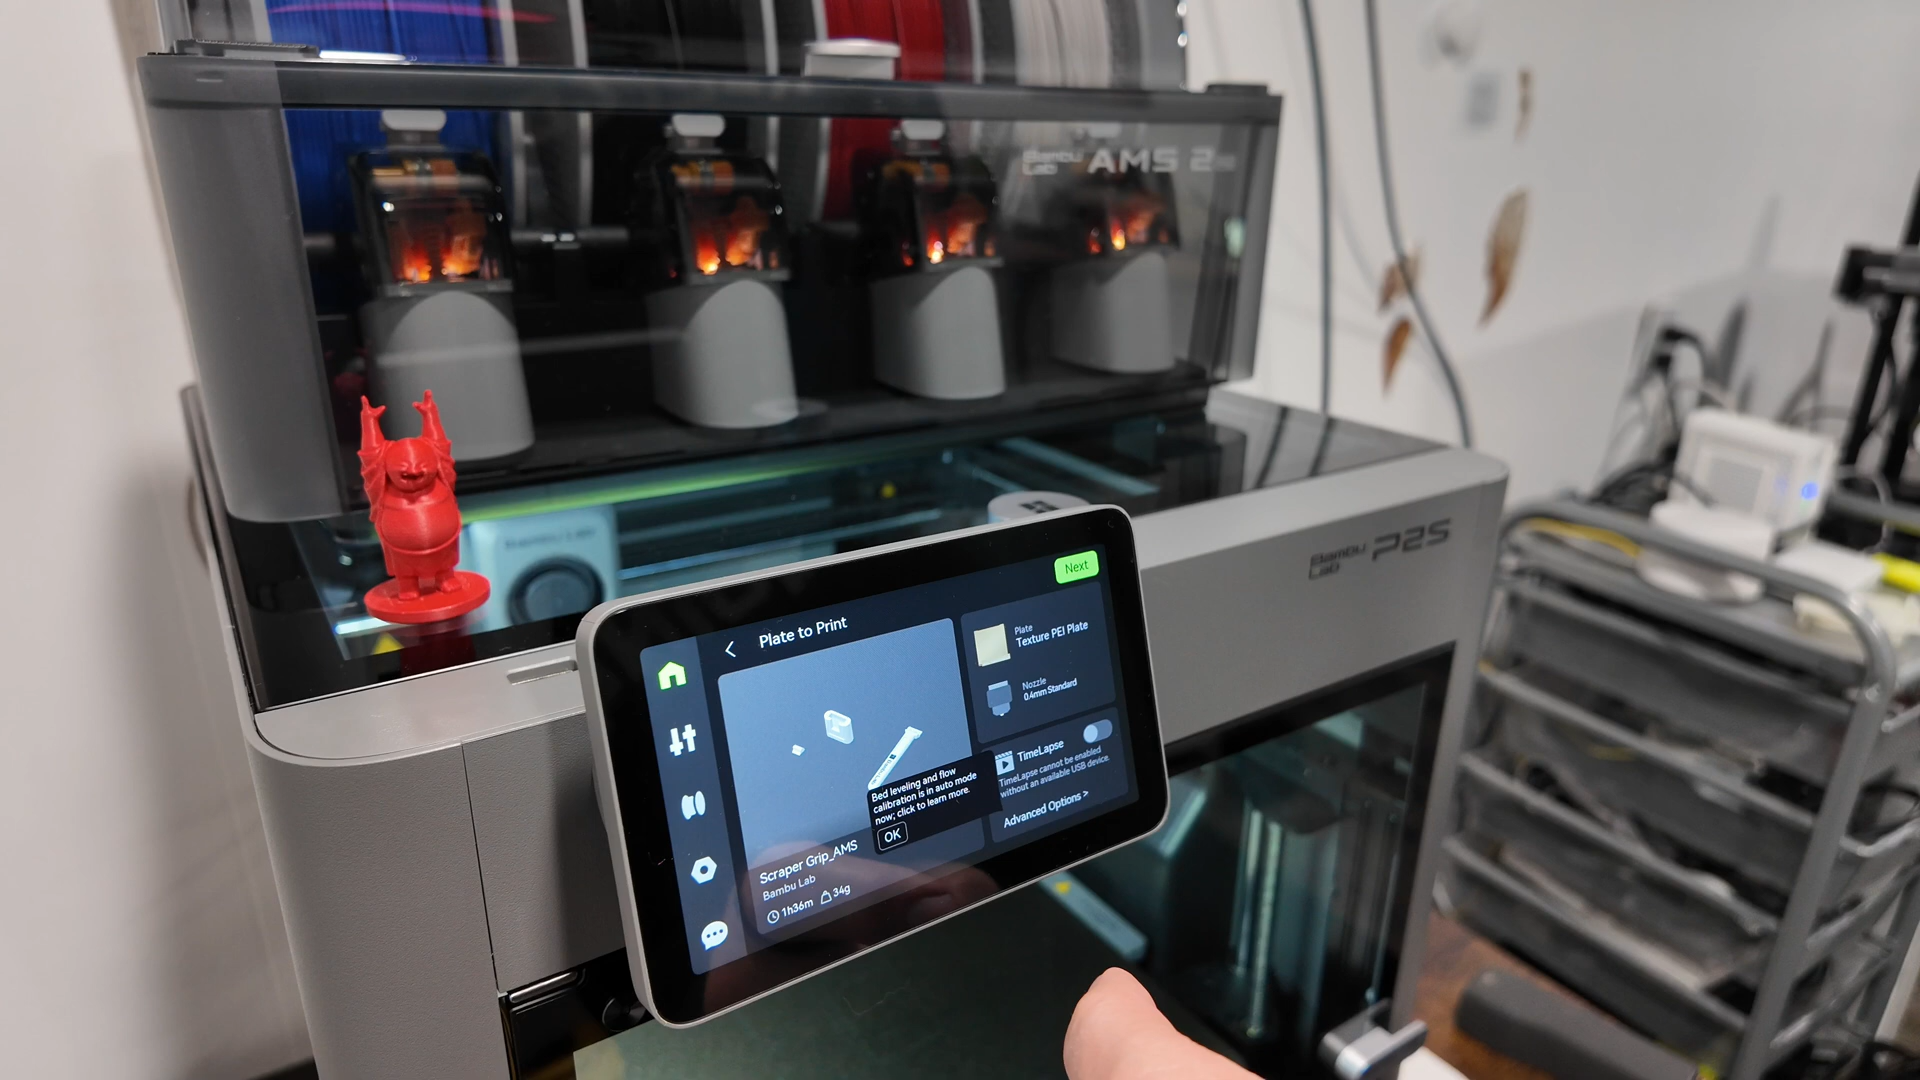 Bambu
Lab
AMS 2
Bambu Lab
Bambu
Lab
P2S
Next
Plate to Print
Plate
Texture PEI Plate
Nozzle
0.4mm Standard
TimeLapse
TimeLapse cannot be enabled
without an available USB device.
Advanced Options >
Bed leveling and flow
calibration is in auto mode
now; click to learn more.
OK
Scraper Grip_AMS
Bambu Lab
1h36m
34g